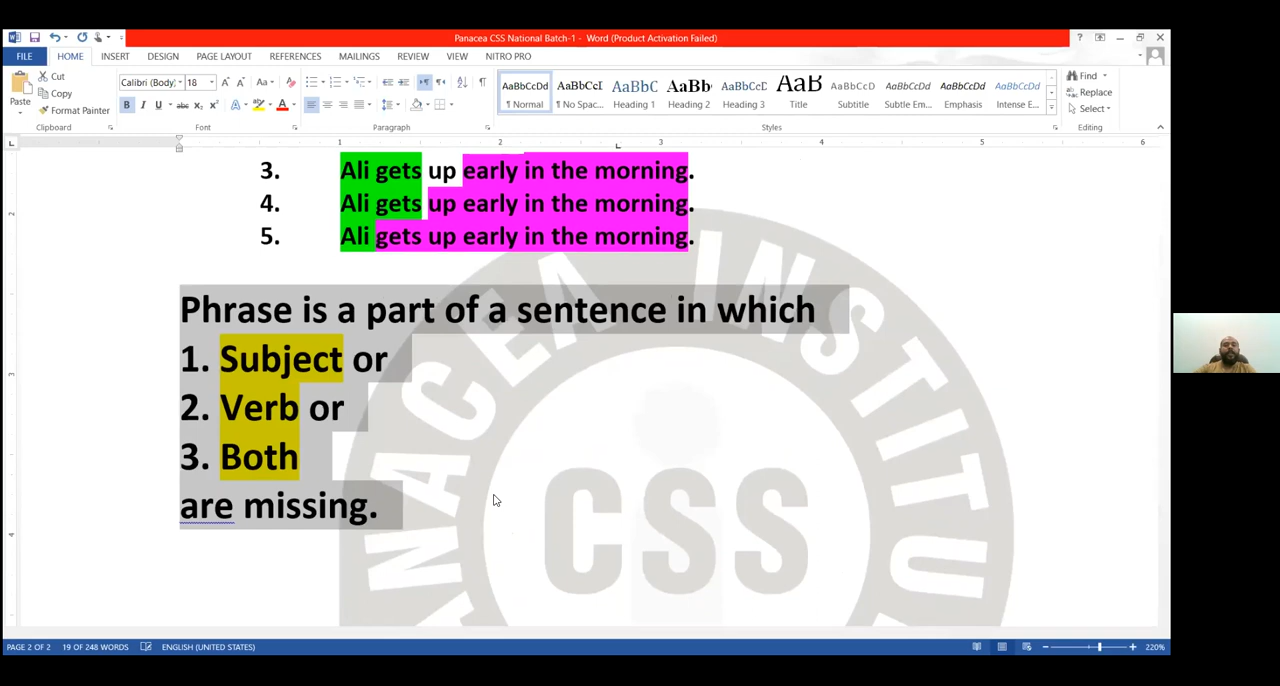 Panacea CSS National Batch-1 - Word (Product Activation Failed)
FILE HOME INSERT DESIGN PAGE LAYOUT REFERENCES MAILINGS REVIEW VIEW NITRO PRO
Cut
Copy
Format Painter
Paste
Clipboard
Calibri (Body) 18
Font
Paragraph
AaBbCcDd AaBbCcI AaBbC AaBb( AaBbCcI AaB AaBbCcD AaBbCcDd AaBbCcDd AaBbCcDd
¶ Normal ¶ No Spac... Heading 1 Heading 2 Heading 3 Title Subtitle Subtle Em... Emphasis Intense E...
Styles
Find
Replace
Select
Editing
3. Ali gets up early in the morning.
4. Ali gets up early in the morning.
5. Ali gets up early in the morning.
Phrase is a part of a sentence in which
1. Subject or
2. Verb or
3. Both
are missing.
PANACEA INSTITU
CSS
PAGE 2 OF 2 19 OF 248 WORDS ENGLISH (UNITED STATES) 220%